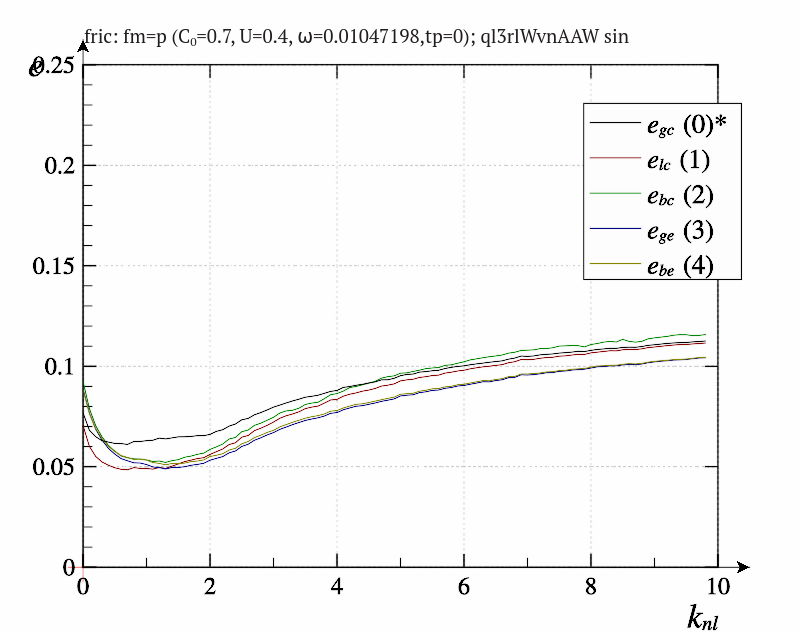 fric: fm=p (C₀=0.7, U=0.4, ω=0.01047198,tp=0); ql3rlWvnAAW sin
e
0.25
e_gc (0)*
e_lc (1)
0.2
e_bc (2)
e_ge (3)
0.15
e_be (4)
0.1
0.05
0
0 2 4 6 8 10
k_nl